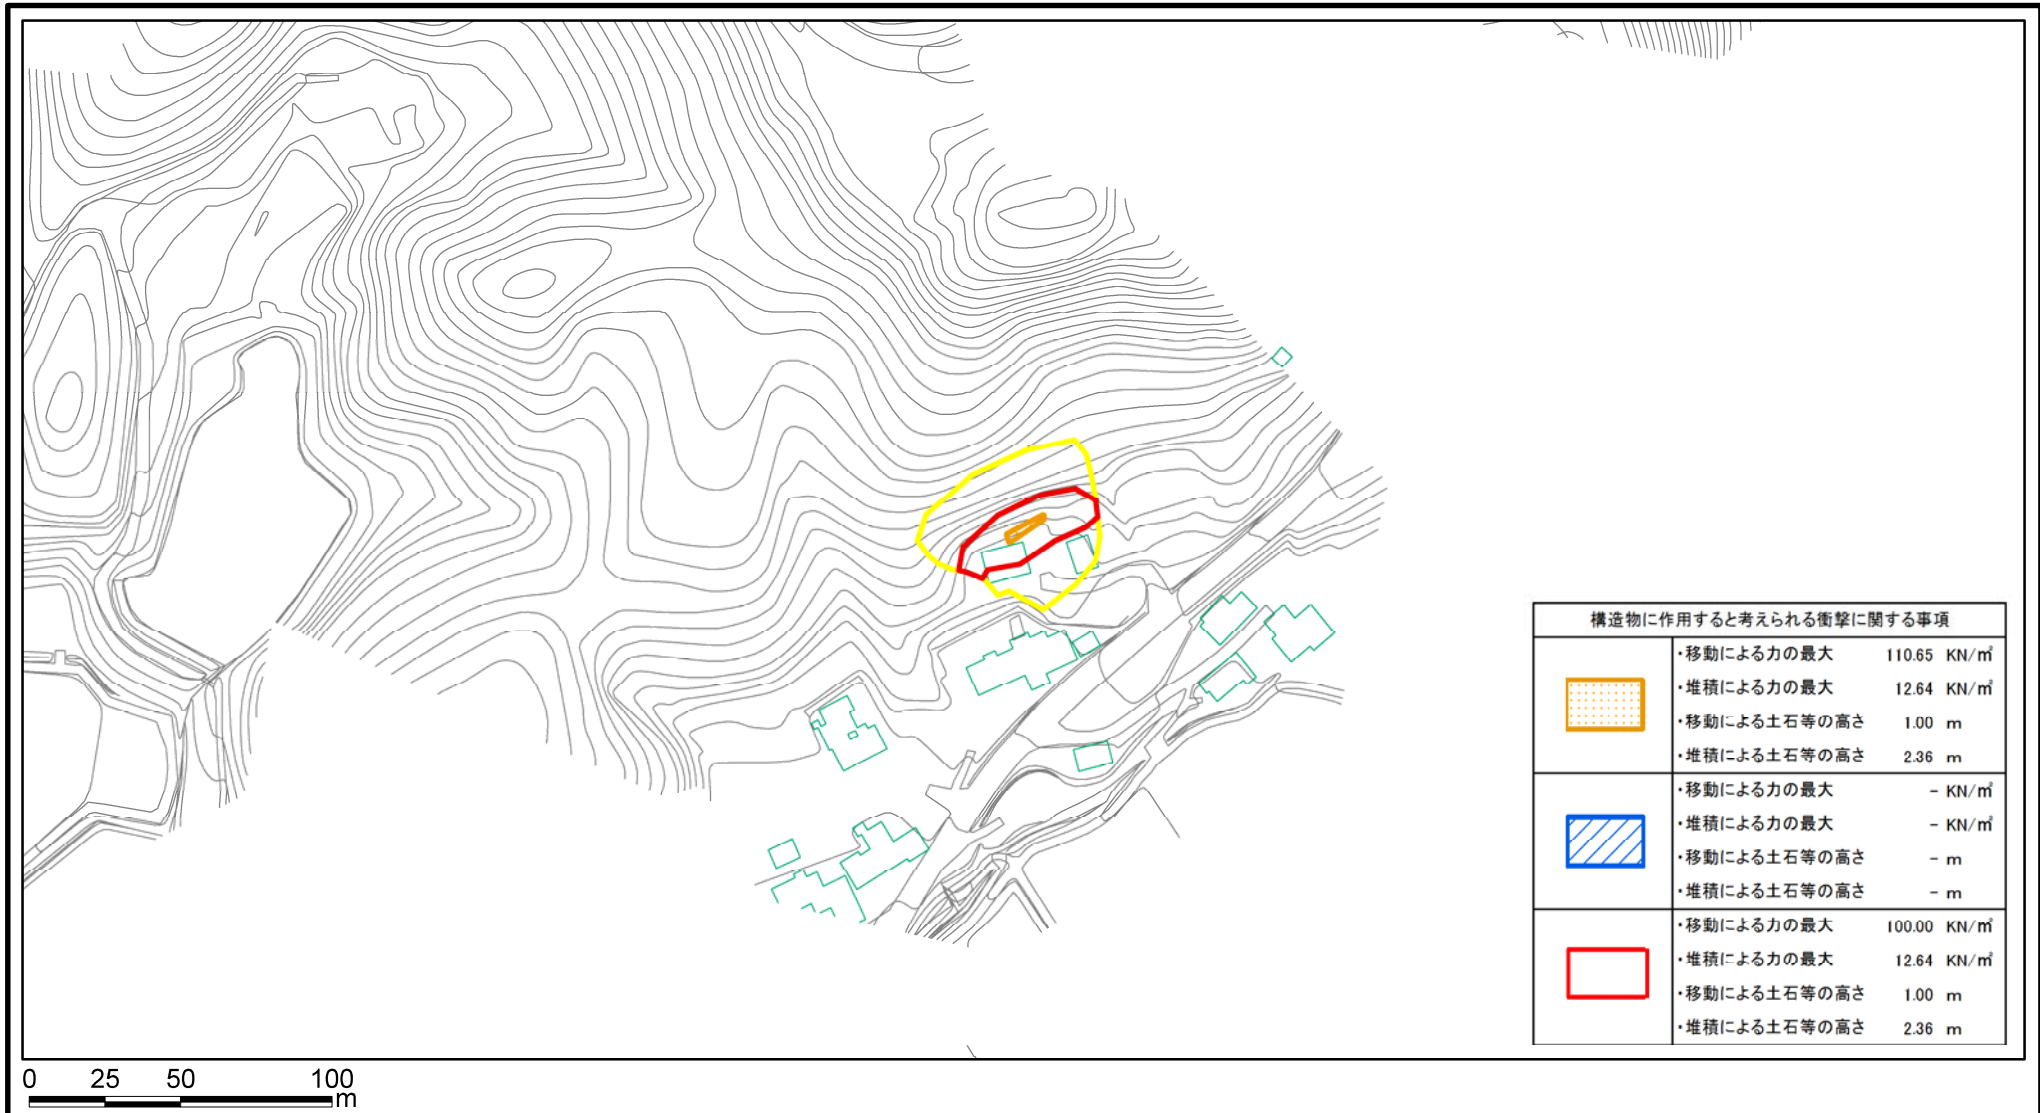 構造物に作用すると考えられる衝撃に関する事項
・移動による力の最大 110.65 KN/㎡
・堆積による力の最大 12.64 KN/㎡
・移動による土石等の高さ 1.00 m
・堆積による土石等の高さ 2.36 m
・移動による力の最大 - KN/㎡
・堆積による力の最大 - KN/㎡
・移動による土石等の高さ - m
・堆積による土石等の高さ - m
・移動による力の最大 100.00 KN/㎡
・堆積による力の最大 12.64 KN/㎡
・移動による土石等の高さ 1.00 m
・堆積による土石等の高さ 2.36 m
0 25 50 100
m